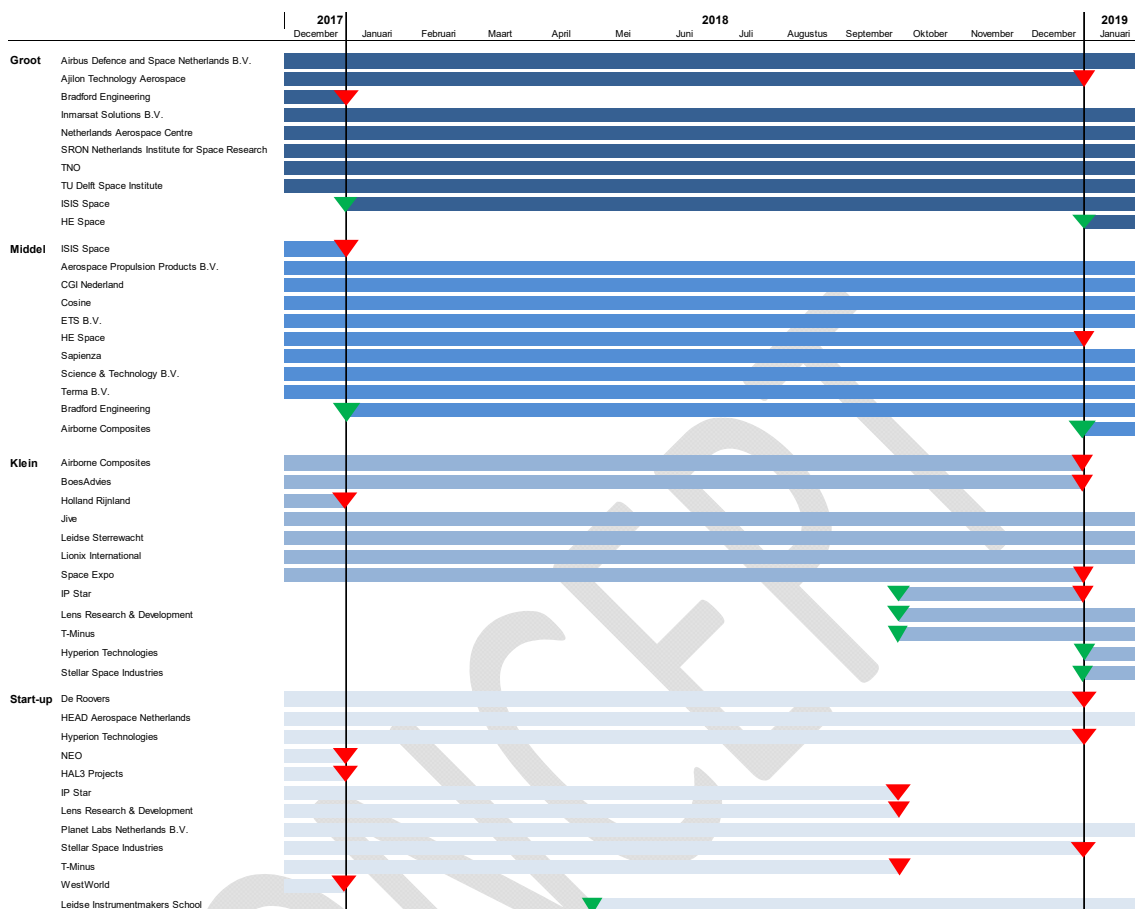 2017 2018 2019
December Januari Februari Maart April Mei Juni Juli Augustus September Oktober November December Januari
Groot Airbus Defence and Space Netherlands B.V.
Ajilon Technology Aerospace
Bradford Engineering
Inmarsat Solutions B.V.
Netherlands Aerospace Centre
SRON Netherlands Institute for Space Research
TNO
TU Delft Space Institute
ISIS Space
HE Space
Middel ISIS Space
Aerospace Propulsion Products B.V.
CGI Nederland
Cosine
ETS B.V.
HE Space
Sapienza
Science & Technology B.V.
Terma B.V.
Bradford Engineering
Airborne Composites
Klein Airborne Composites
BoesAdvies
Holland Rijnland
Jive
Leidse Sterrewacht
Lionix International
Space Expo
IP Star
Lens Research & Development
T-Minus
Hyperion Technologies
Stellar Space Industries
Start-up De Roovers
HEAD Aerospace Netherlands
Hyperion Technologies
NEO
HAL3 Projects
IP Star
Lens Research & Development
Planet Labs Netherlands B.V.
Stellar Space Industries
T-Minus
WestWorld
Leidse Instrumentmakers School